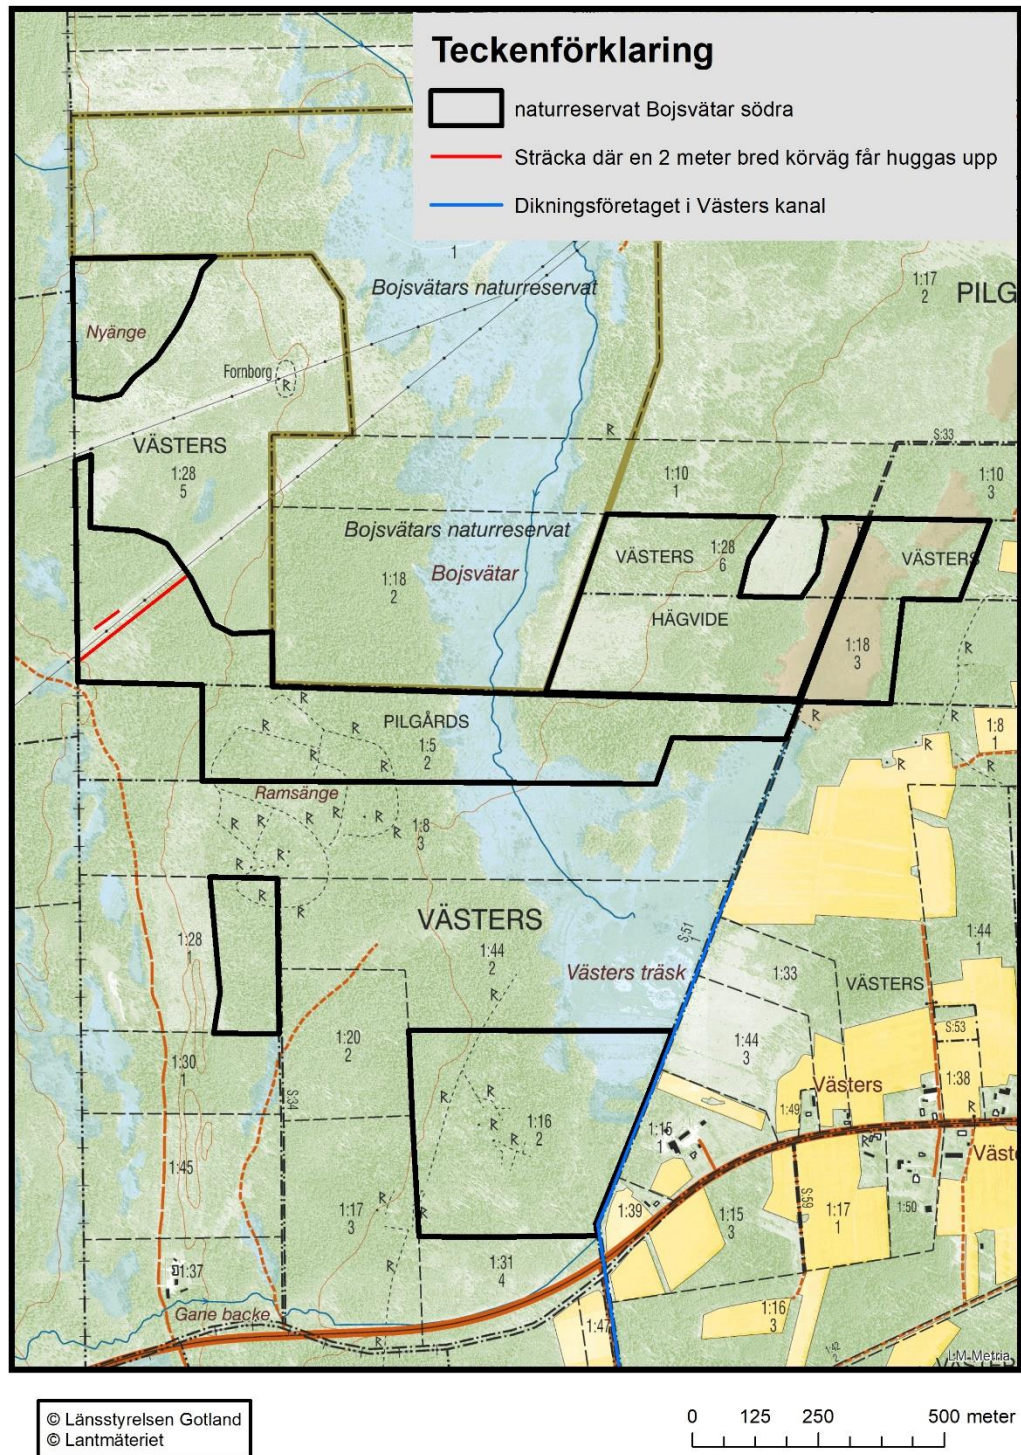 Teckenförklaring
naturreservat Bojsvätar södra
Sträcka där en 2 meter bred körväg får huggas upp
Dikningsföretaget i Västers kanal
1
Bojsvätars naturreservat
1:17
2
PILG
Nyänge
Fornborg
R
VÄSTERS
1:28
5
R
S:33
1:10
1
1:10
3
Bojsvätars naturreservat
Bojsvätar
1:18
2
VÄSTERS
1:28
6
R
VÄSTERS
HÄGVIDE
1:18
3
R
R
PILGÅRDS
1:5
2
R
R
R
R
R
1:8
1
R
R
Ramsänge
1:8
3
R
R
R
R
R
R
R
R
R
VÄSTERS
1:28
1
1:44
2
S:51
1
1:44
1
R
Västers träsk
1:33
VÄSTERS
1:20
2
1:44
3
S:53
1:30
1
S:34
Västers
1:38
1:49
R
R
1:16
2
R
R
R
1:15
1
R
Väste
1:45
1:50
1:17
3
R
R
1:39
1:15
3
S:59
1:17
1
1:37
1:31
4
Gane backe
1:16
3
R
1:47
1:42
2
LM Metria
VÄSTER
© Länsstyrelsen Gotland
© Lantmäteriet
0 125 250 500 meter